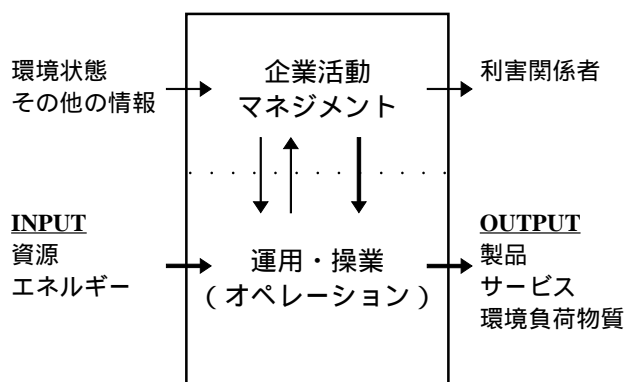 環境状態
その他の情報
企業活動
マネジメント
利害関係者
INPUT
資源
エネルギー
運用・操業
(オペレーション)
OUTPUT
製品
サービス
環境負荷物質